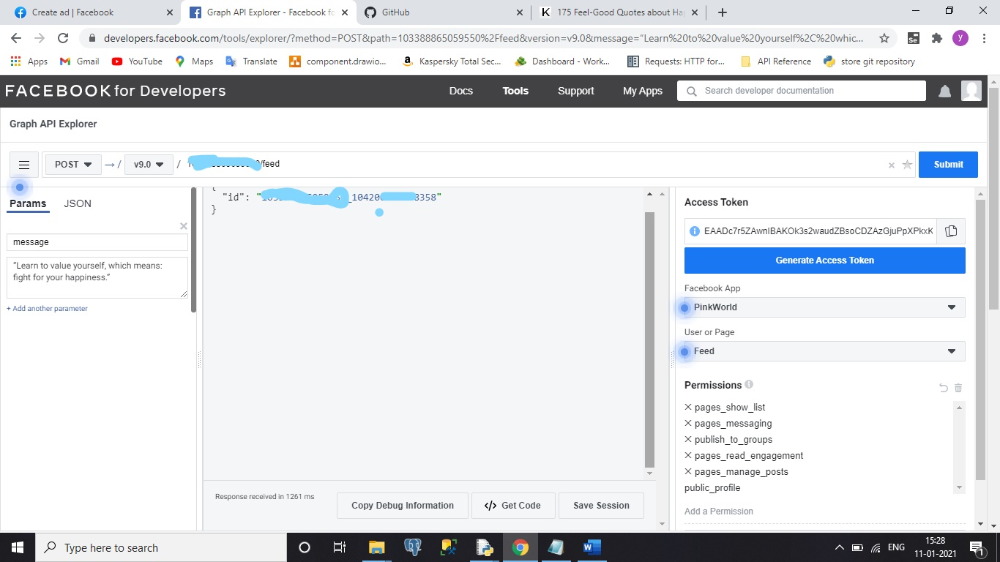 Create ad | Facebook
Graph API Explorer - Facebook fo
GitHub
175 Feel-Good Quotes about Ha
developers.facebook.com/tools/explorer/?method=POST&path=103388865059550%2Ffeed&version=v9.0&message="Learn%20to%20value%20yourself%2C%20whic...
Apps
Gmail
YouTube
Maps
Translate
component.drawio...
Kaspersky Total Sec...
Dashboard - Work...
Requests: HTTP for...
API Reference
store git repository
FACEBOOK for Developers
Docs
Tools
Support
My Apps
Search developer documentation
Graph API Explorer
POST
→ /
v9.0
/
/feed
Submit
Params
JSON
message
“Learn to value yourself, which means:
fight for your happiness.”
+ Add another parameter
{
"id": "
_10420
3358"
}
Response received in 1261 ms
Copy Debug Information
</> Get Code
Save Session
Access Token
Generate Access Token
Facebook App
PinkWorld
User or Page
Feed
Permissions
pages_show_list
pages_messaging
publish_to_groups
pages_read_engagement
pages_manage_posts
public_profile
Add a Permission
Type here to search
ENG
15:28
11-01-2021